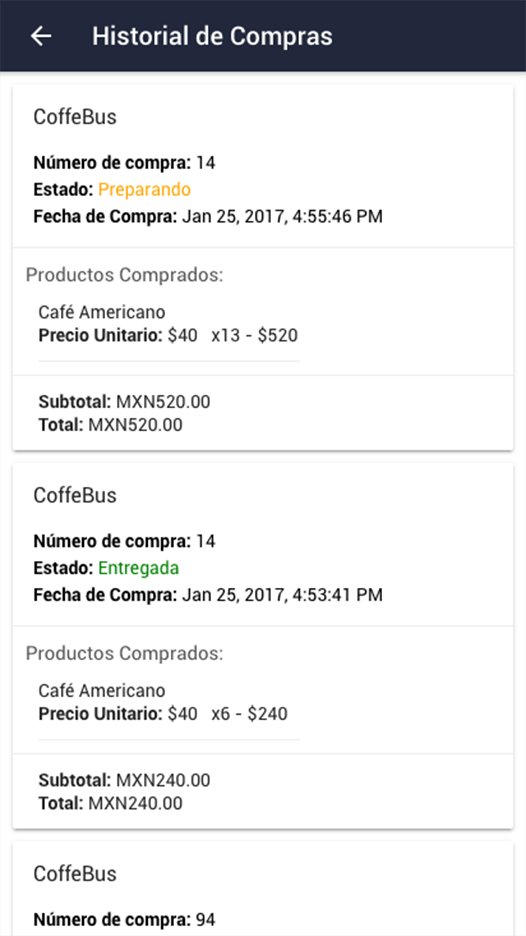 Historial de Compras
CoffeBus
Número de compra: 14
Estado: Preparando
Fecha de Compra: Jan 25, 2017, 4:55:46 PM
Productos Comprados:
Café Americano
Precio Unitario: $40 x13 - $520
Subtotal: MXN520.00
Total: MXN520.00
CoffeBus
Número de compra: 14
Estado: Entregada
Fecha de Compra: Jan 25, 2017, 4:53:41 PM
Productos Comprados:
Café Americano
Precio Unitario: $40 x6 - $240
Subtotal: MXN240.00
Total: MXN240.00
CoffeBus
Número de compra: 94